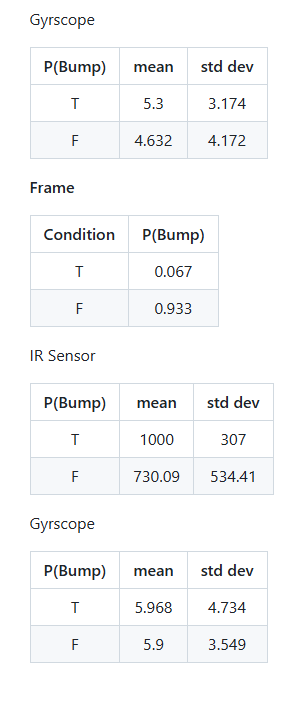 Gyrscope
P(Bump) mean std dev
T 5.3 3.174
F 4.632 4.172
Frame
Condition P(Bump)
T 0.067
F 0.933
IR Sensor
P(Bump) mean std dev
T 1000 307
F 730.09 534.41
Gyrscope
P(Bump) mean std dev
T 5.968 4.734
F 5.9 3.549